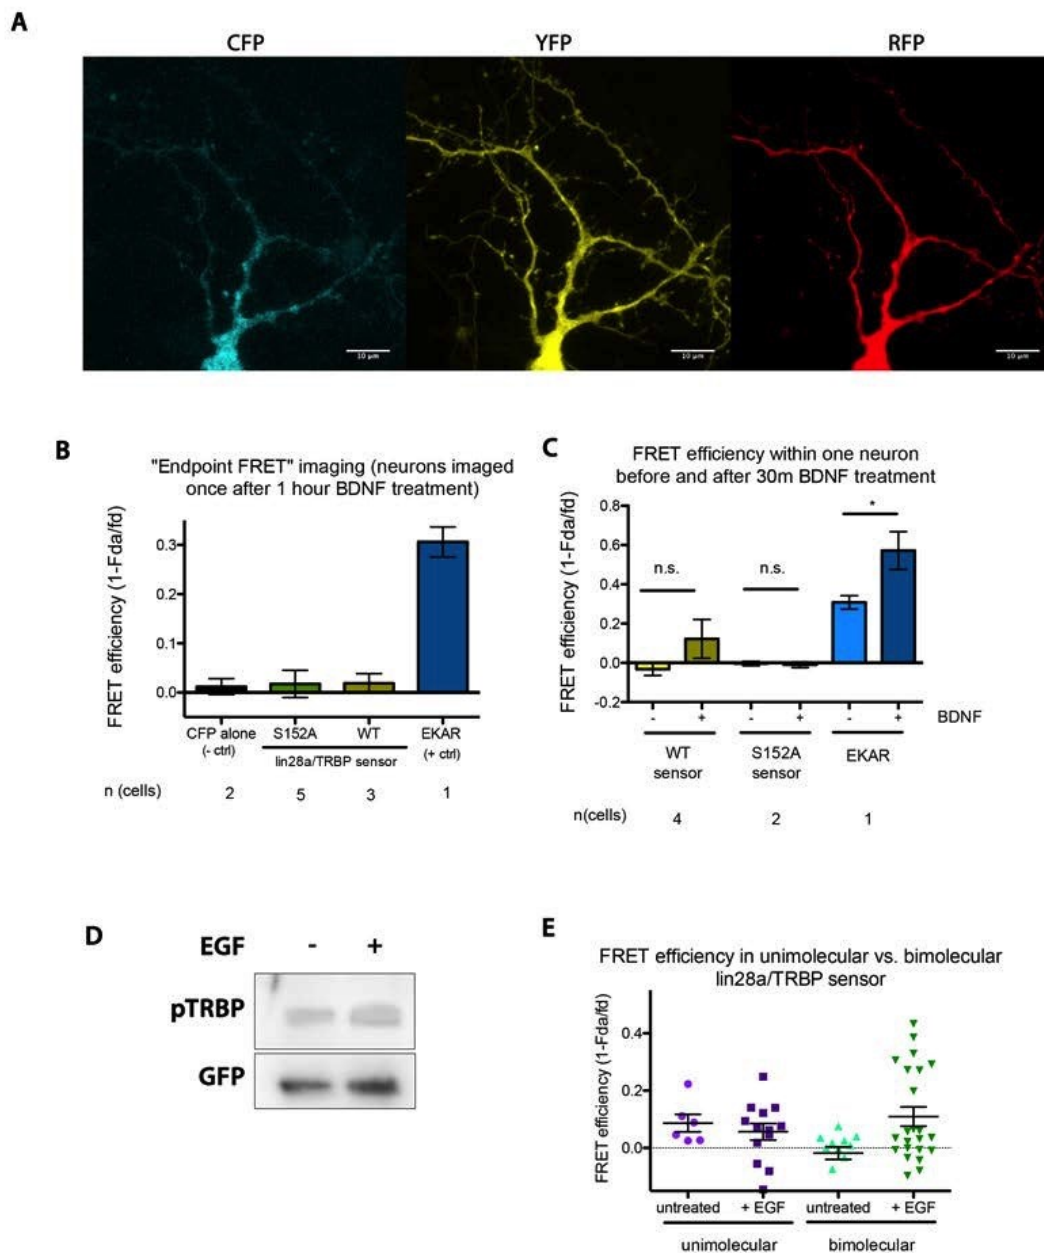 A
CFP YFP RFP
10 μm 10 μm 10 μm
B
"Endpoint FRET" imaging (neurons imaged
once after 1 hour BDNF treatment)
FRET efficiency (1-Fda/fd)
0.3
0.2
0.1
0.0
CFP alone S152A WT EKAR
(- ctrl) (+ ctrl)
lin28a/TRBP sensor
n (cells) 2 5 3 1
C
FRET efficiency within one neuron
before and after 30m BDNF treatment
FRET efficiency (1-Fda/fd)
0.8
0.6
0.4
0.2
0.0
-0.2
n.s. n.s. *
- + - + - + BDNF
WT S152A EKAR
sensor sensor
n(cells) 4 2 1
D
EGF - +
pTRBP
GFP
E
FRET efficiency in unimolecular vs. bimolecular
lin28a/TRBP sensor
FRET efficiency (1-Fda/fd)
0.4
0.2
0.0
untreated + EGF untreated + EGF
unimolecular bimolecular